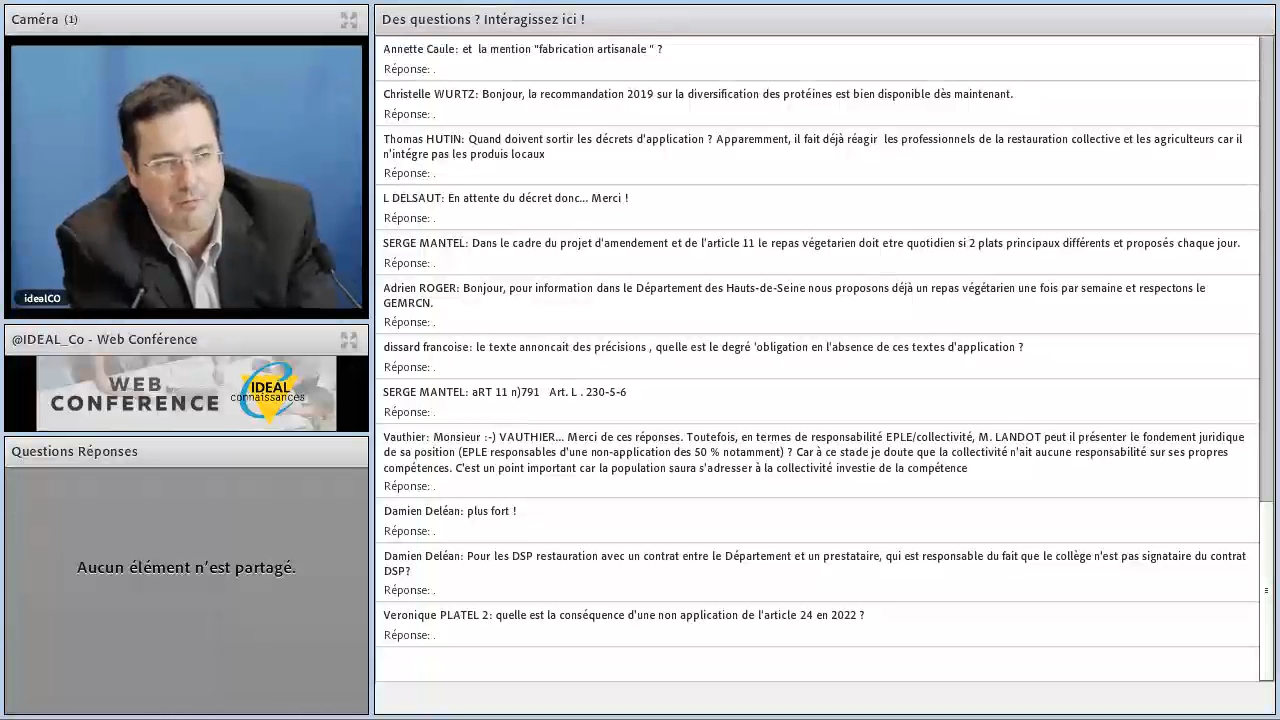 Caméra (1)
idealCO
@IDEAL_Co - Web Conférence
WEB
CONFERENCE
IDEAL
connaissances
Questions Réponses
Aucun élément n'est partagé.
Des questions ? Intéragissez ici !
Annette Caule: et la mention "fabrication artisanale " ?
Réponse: .
Christelle WURTZ: Bonjour, la recommandation 2019 sur la diversification des protéines est bien disponible dès maintenant.
Réponse: .
Thomas HUTIN: Quand doivent sortir les décrets d'application ? Apparemment, il fait déjà réagir les professionnels de la restauration collective et les agriculteurs car il
n'intégre pas les produis locaux
Réponse: .
L DELSAUT: En attente du décret donc... Merci !
Réponse: .
SERGE MANTEL: Dans le cadre du projet d'amendement et de l'article 11 le repas végetarien doit etre quotidien si 2 plats principaux différents et proposés chaque jour.
Réponse: .
Adrien ROGER: Bonjour, pour information dans le Département des Hauts-de-Seine nous proposons déjà un repas végétarien une fois par semaine et respectons le
GEMRCN.
Réponse: .
dissard francoise: le texte annoncait des précisions , quelle est le degré 'obligation en l'absence de ces textes d'application ?
Réponse: .
SERGE MANTEL: aRT 11 n)791 Art. L . 230-5-6
Réponse: .
Vauthier: Monsieur :-) VAUTHIER... Merci de ces réponses. Toutefois, en termes de responsabilité EPLE/collectivité, M. LANDOT peut il présenter le fondement juridique
de sa position (EPLE responsables d'une non-application des 50 % notamment) ? Car à ce stade je doute que la collectivité n'ait aucune responsabilité sur ses propres
compétences. C'est un point important car la population saura s'adresser à la collectivité investie de la compétence
Réponse: .
Damien Deléan: plus fort !
Réponse: .
Damien Deléan: Pour les DSP restauration avec un contrat entre le Département et un prestataire, qui est responsable du fait que le collège n'est pas signataire du contrat
DSP?
Réponse: .
Veronique PLATEL 2: quelle est la conséquence d'une non application de l'article 24 en 2022 ?
Réponse: .